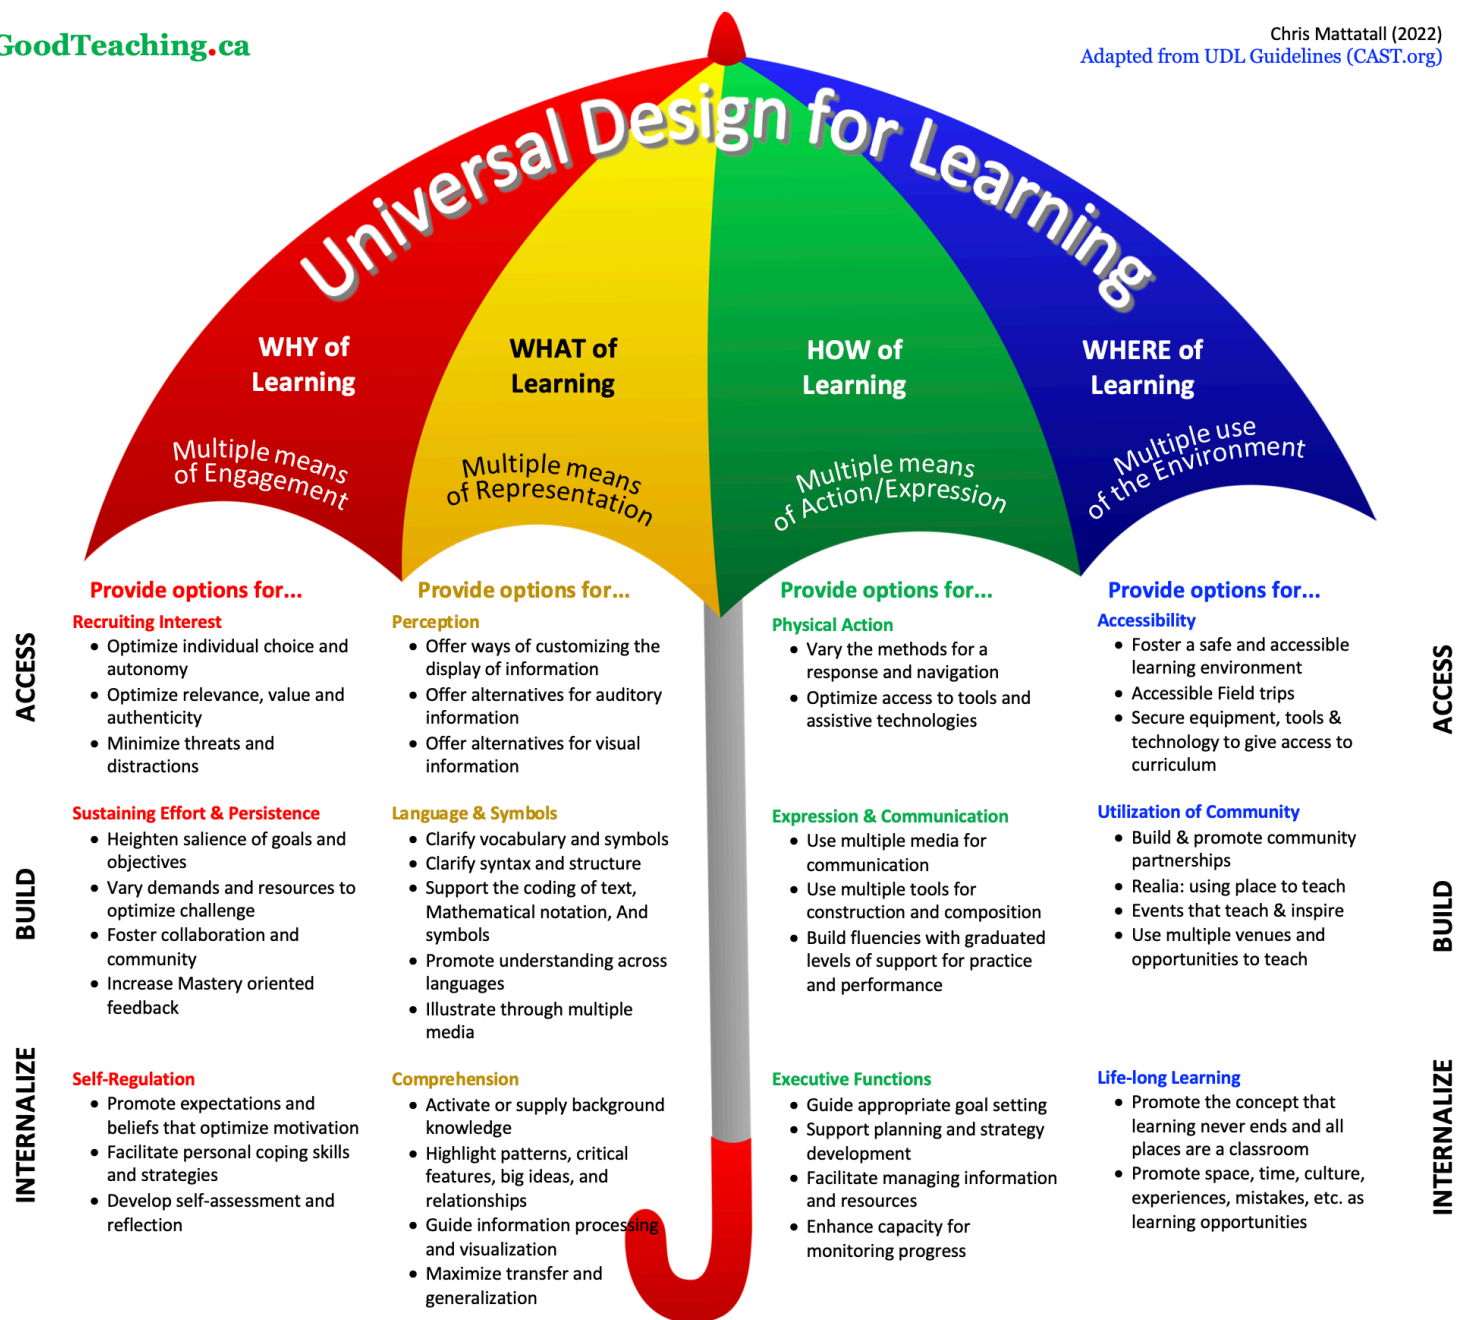 GoodTeaching.ca
Chris Mattatall (2022)
Adapted from UDL Guidelines (CAST.org)
Universal Design for Learning
WHY of
Learning
Multiple means
of Engagement
WHAT of
Learning
Multiple means
of Representation
HOW of
Learning
Multiple means
of Action/Expression
WHERE of
Learning
Multiple use
of the Environment
ACCESS
BUILD
INTERNALIZE
Provide options for...
Recruiting Interest
• Optimize individual choice and
autonomy
• Optimize relevance, value and
authenticity
• Minimize threats and
distractions
Sustaining Effort & Persistence
• Heighten salience of goals and
objectives
• Vary demands and resources to
optimize challenge
• Foster collaboration and
community
• Increase Mastery oriented
feedback
Self-Regulation
• Promote expectations and
beliefs that optimize motivation
• Facilitate personal coping skills
and strategies
• Develop self-assessment and
reflection
Provide options for...
Perception
• Offer ways of customizing the
display of information
• Offer alternatives for auditory
information
• Offer alternatives for visual
information
Language & Symbols
• Clarify vocabulary and symbols
• Clarify syntax and structure
• Support the coding of text,
Mathematical notation, And
symbols
• Promote understanding across
languages
• Illustrate through multiple
media
Comprehension
• Activate or supply background
knowledge
• Highlight patterns, critical
features, big ideas, and
relationships
• Guide information processing
and visualization
• Maximize transfer and
generalization
Provide options for...
Physical Action
• Vary the methods for a
response and navigation
• Optimize access to tools and
assistive technologies
Expression & Communication
• Use multiple media for
communication
• Use multiple tools for
construction and composition
• Build fluencies with graduated
levels of support for practice
and performance
Executive Functions
• Guide appropriate goal setting
• Support planning and strategy
development
• Facilitate managing information
and resources
• Enhance capacity for
monitoring progress
Provide options for...
Accessibility
• Foster a safe and accessible
learning environment
• Accessible Field trips
• Secure equipment, tools &
technology to give access to
curriculum
Utilization of Community
• Build & promote community
partnerships
• Realia: using place to teach
• Events that teach & inspire
• Use multiple venues and
opportunities to teach
Life-long Learning
• Promote the concept that
learning never ends and all
places are a classroom
• Promote space, time, culture,
experiences, mistakes, etc. as
learning opportunities
ACCESS
BUILD
INTERNALIZE